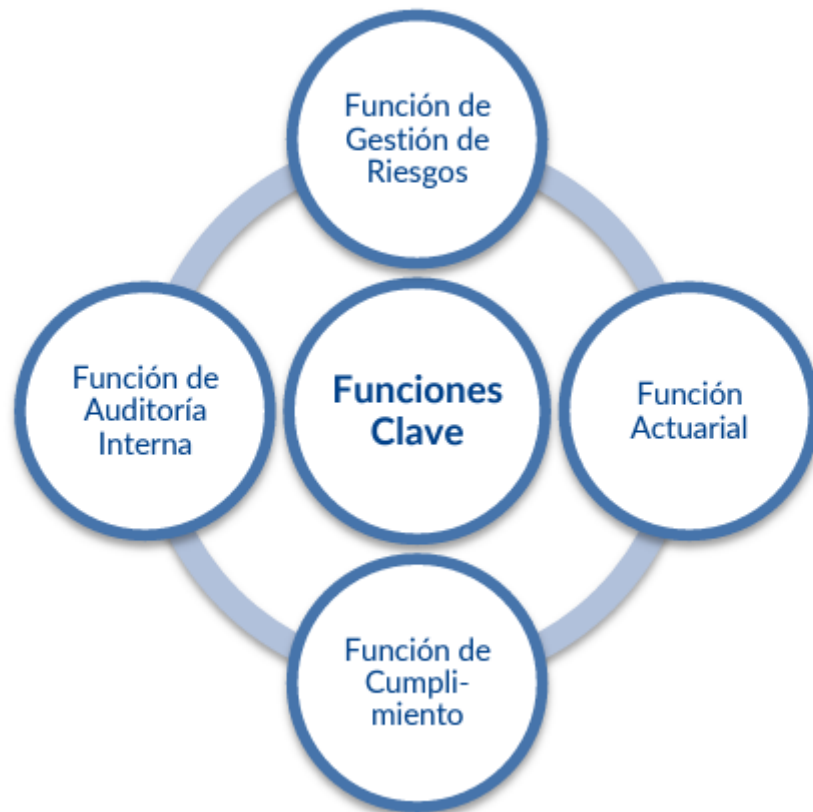 Función de
Gestión de
Riesgos
Función de
Auditoría
Interna
Funciones
Clave
Función
Actuarial
Función de
Cumpli-
miento